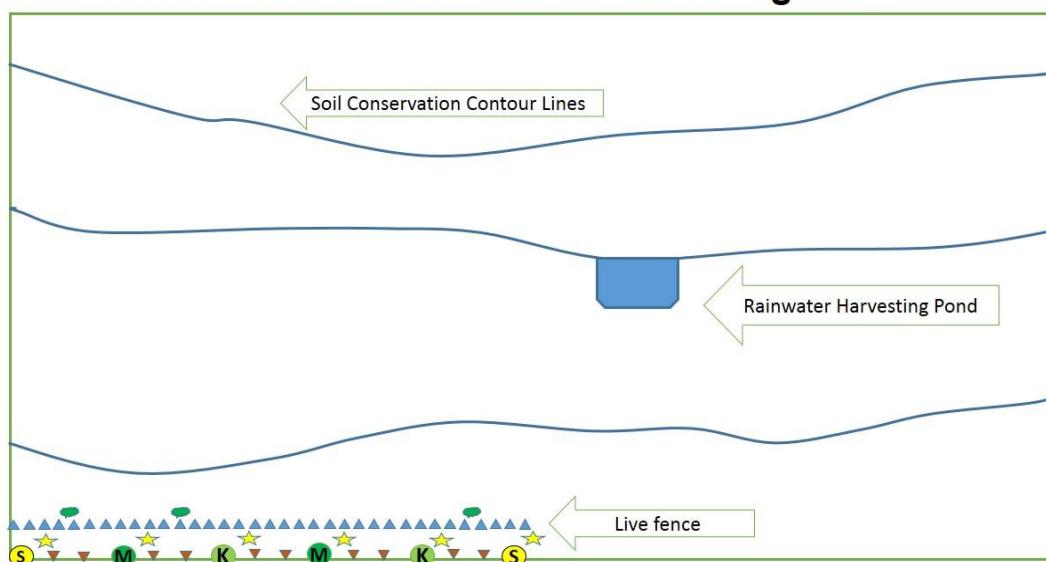 Soil Conservation Contour Lines
Rainwater Harvesting Pond
Live fence
S M K M K S